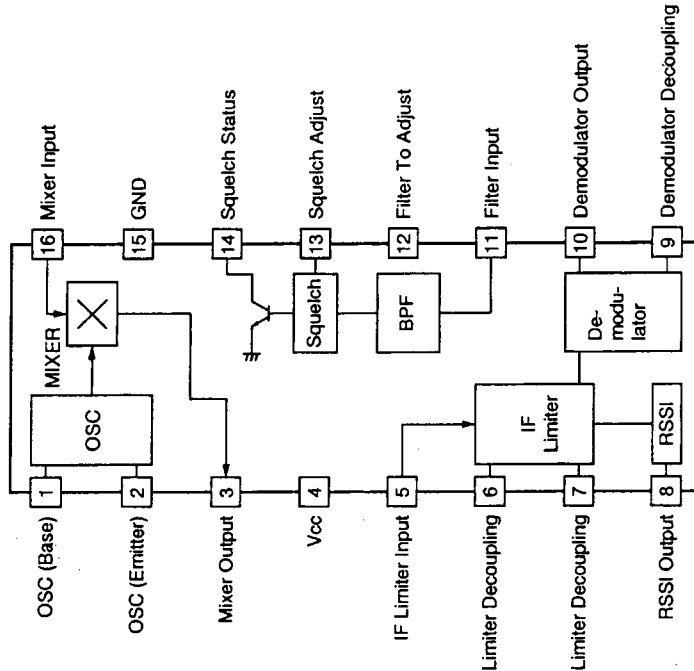 OSC (Base)
OSC (Emitter)
Mixer Output
Vcc
IF Limiter Input
Limiter Decoupling
Limiter Decoupling
RSSI Output
1
2
3
4
5
6
7
8
OSC
MIXER
IF
Limiter
RSSI
Squelch
BPF
De-
modu-
lator
16
15
14
13
12
11
10
9
Mixer Input
GND
Squelch Status
Squelch Adjust
Filter To Adjust
Filter Input
Demodulator Output
Demodulator Decoupling